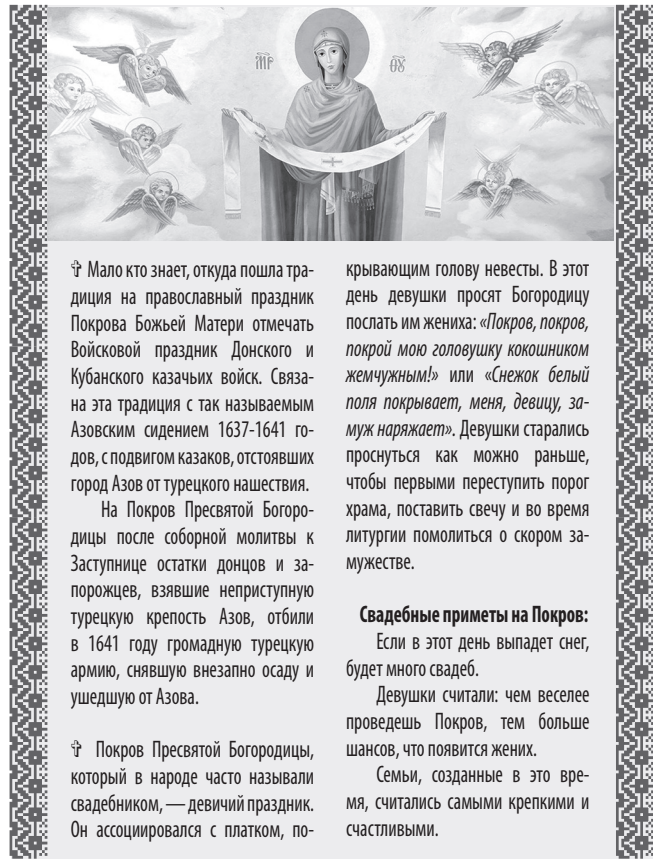 МР ѲУ
✞ Мало кто знает, откуда пошла тра-
диция на православный праздник
Покрова Божьей Матери отмечать
Войсковой праздник Донского и
Кубанского казачьих войск. Связа-
на эта традиция с так называемым
Азовским сидением 1637-1641 го-
дов, с подвигом казаков, отстоявших
город Азов от турецкого нашествия.
На Покров Пресвятой Богоро-
дицы после соборной молитвы к
Заступнице остатки донцов и за-
порожцев, взявшие неприступную
турецкую крепость Азов, отбили
в 1641 году громадную турецкую
армию, снявшую внезапно осаду и
ушедшую от Азова.
✞ Покров Пресвятой Богородицы,
который в народе часто называли
свадебником, — девичий праздник.
Он ассоциировался с платком, по-
крывающим голову невесты. В этот
день девушки просят Богородицу
послать им жениха: «Покров, покров,
покрой мою головушку кокошником
жемчужным!» или «Снежок белый
поля покрывает, меня, девицу, за-
муж наряжает». Девушки старались
проснуться как можно раньше,
чтобы первыми переступить порог
храма, поставить свечу и во время
литургии помолиться о скором за-
мужестве.
Свадебные приметы на Покров:
Если в этот день выпадет снег,
будет много свадеб.
Девушки считали: чем веселее
проведешь Покров, тем больше
шансов, что появится жених.
Семьи, созданные в это вре-
мя, считались самыми крепкими и
счастливыми.